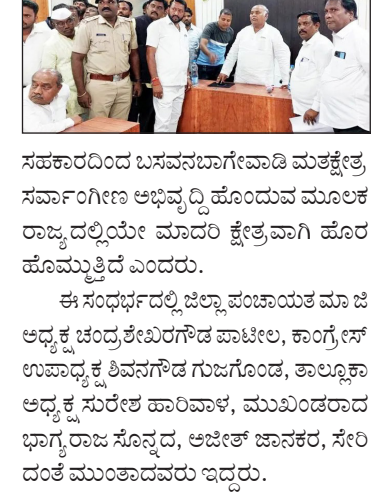 ಸಹಕಾರದಿಂದ ಬಸವನಬಾಗೇವಾಡಿ ಮತಕ್ಷೇತ್ರ
ಸರ್ವಾಂಗೀಣ ಅಭಿವೃದ್ದಿ ಹೊಂದುವ ಮೂಲಕ
ರಾಜ್ಯದಲ್ಲಿಯೇ ಮಾದರಿ ಕ್ಷೇತ್ರವಾಗಿ ಹೊರ
ಹೊಮ್ಮುತ್ತಿದೆ ಎಂದರು.
ಈ ಸಂಧರ್ಭದಲ್ಲಿ ಜಿಲ್ಲಾ ಪಂಚಾಯತ ಮಾಜಿ
ಅಧ್ಯಕ್ಷ ಚಂದ್ರಶೇಖರಗೌಡ ಪಾಟೀಲ, ಕಾಂಗ್ರೇಸ್
ಉಪಾಧ್ಯಕ್ಷ ಶಿವನಗೌಡ ಗುಜಗೊಂಡ, ತಾಲ್ಲೂಕಾ
ಅಧ್ಯಕ್ಷ ಸುರೇಶ ಹಾರಿವಾಳ, ಮುಖಂಡರಾದ
ಭಾಗ್ಯರಾಜ ಸೊನ್ನದ, ಅಜೀತ್ ಜಾನಕರ, ಸೇರಿ
ದಂತೆ ಮುಂತಾದವರು ಇದ್ದರು.